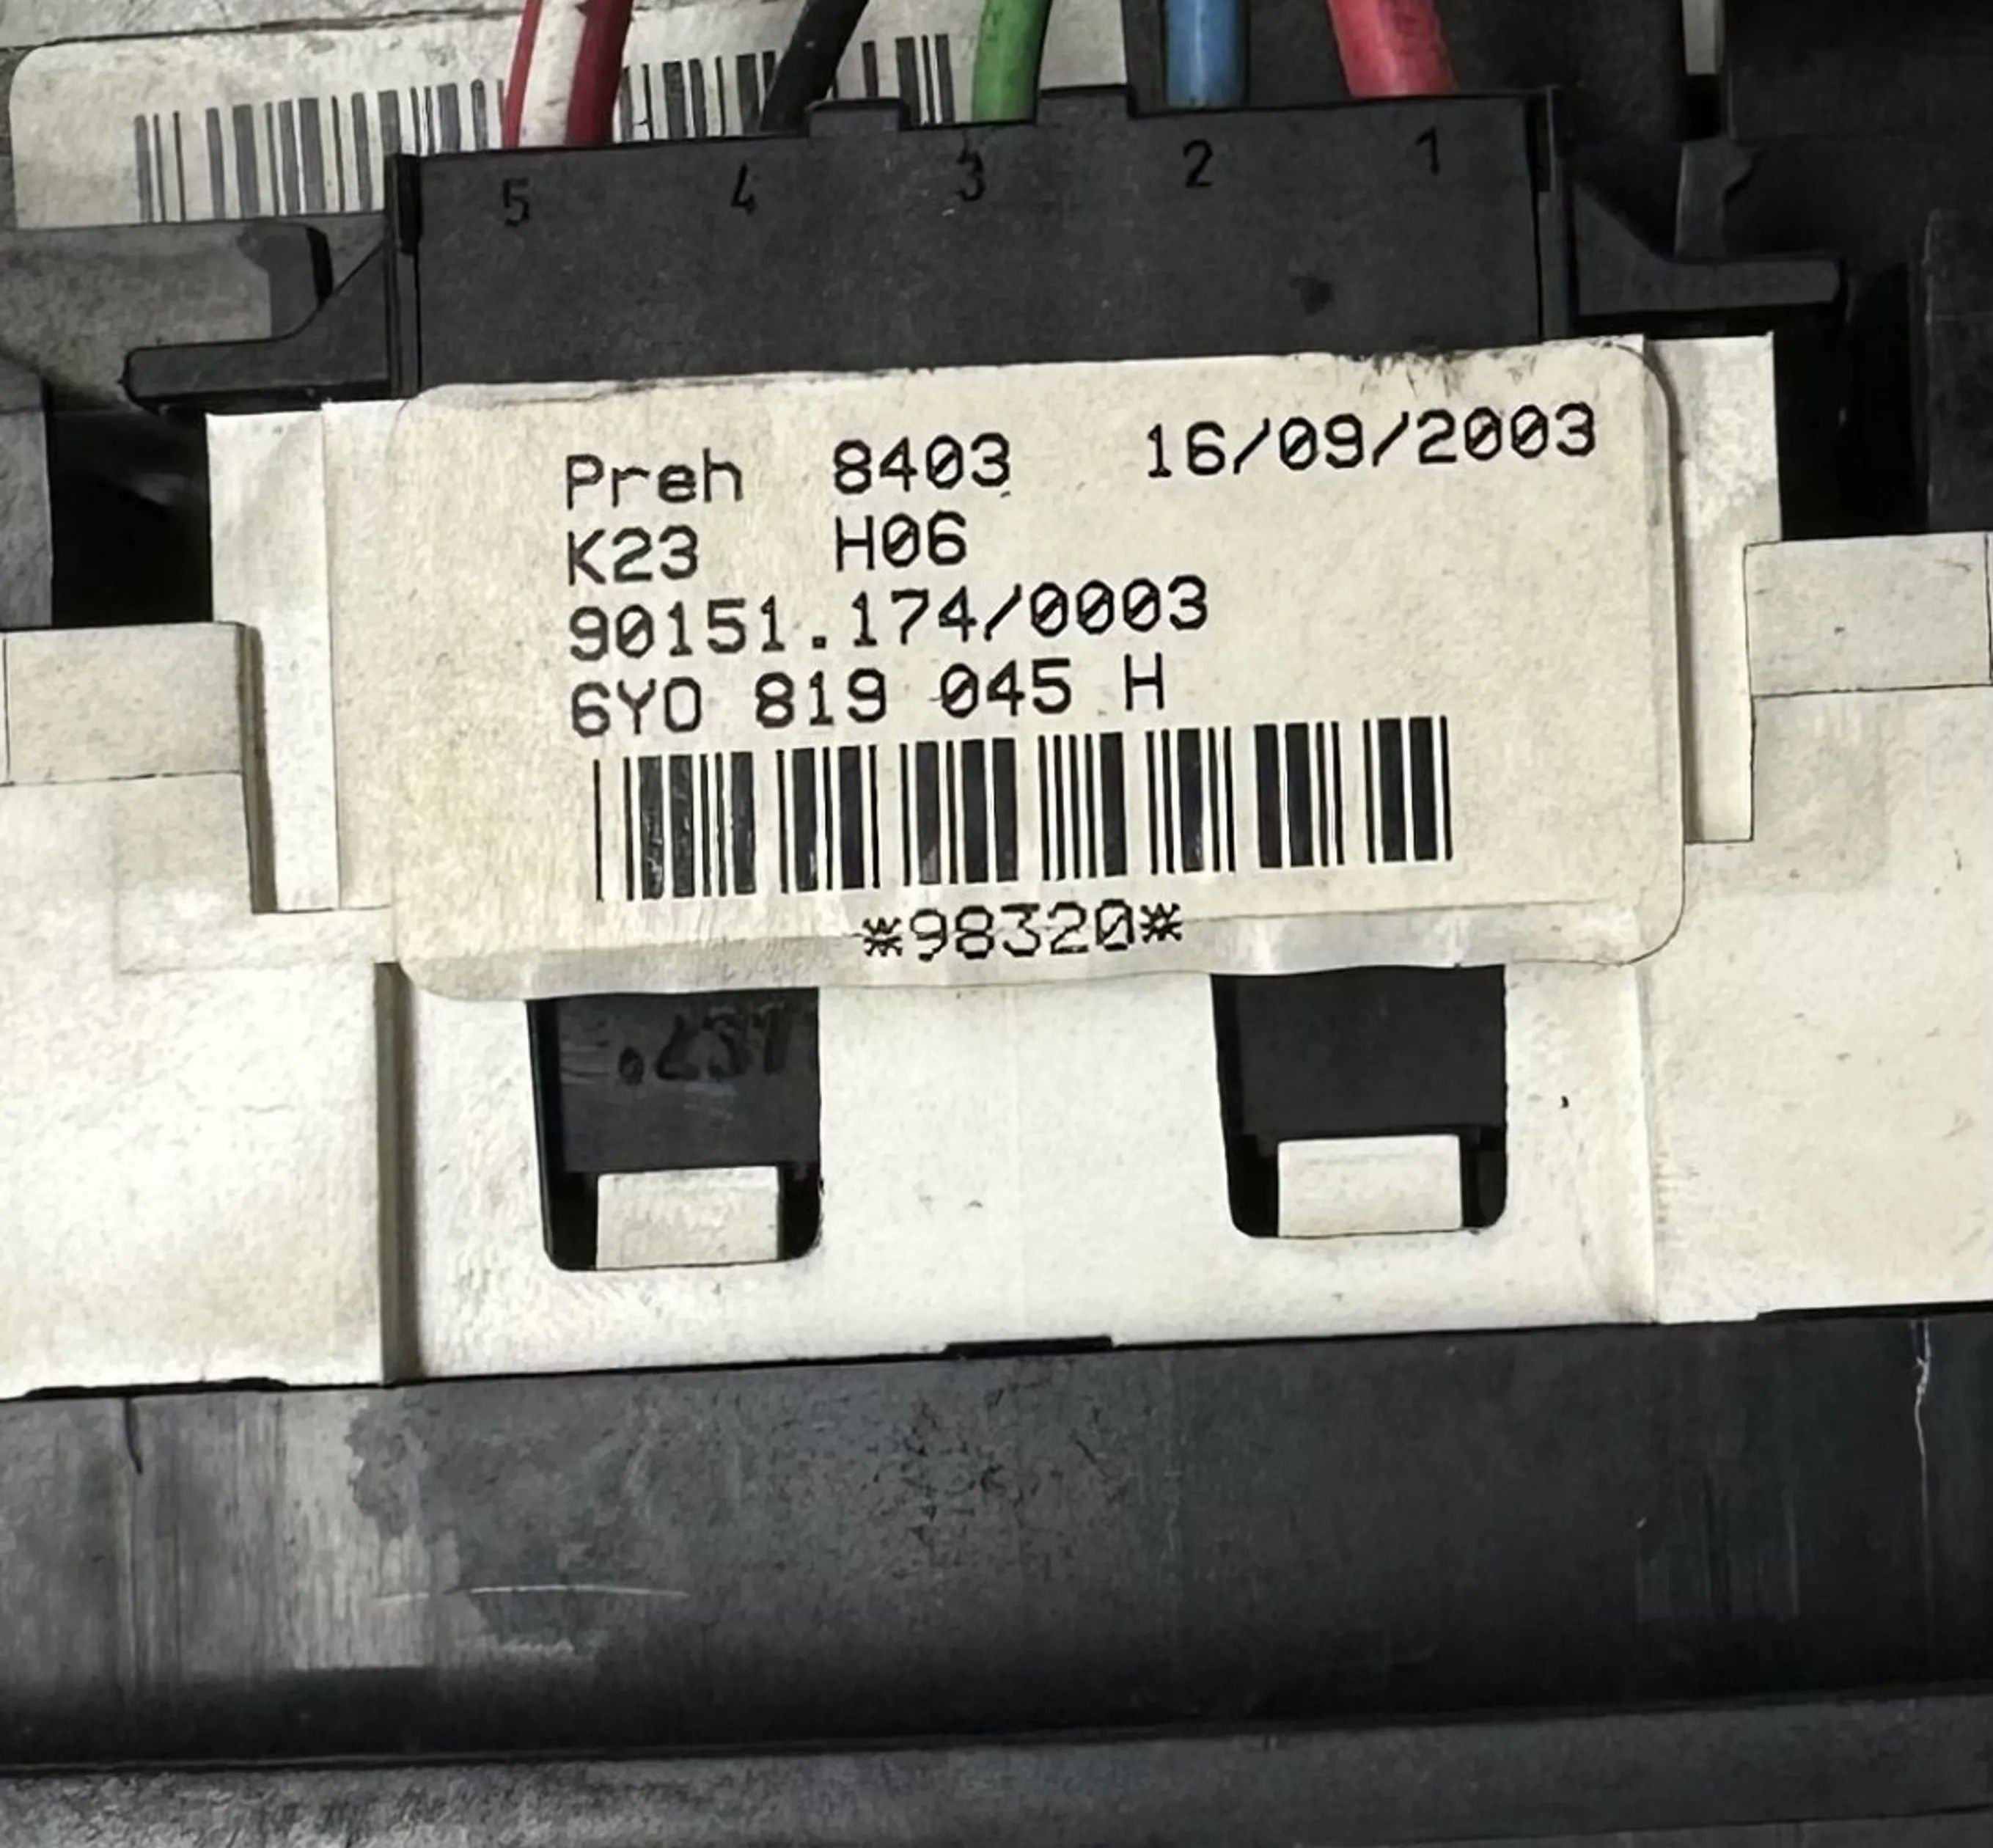 5 4 3 2 1
Preh 8403 16/09/2003
K23 H06
90151.174/0003
6Y0 819 045 H
*98320*